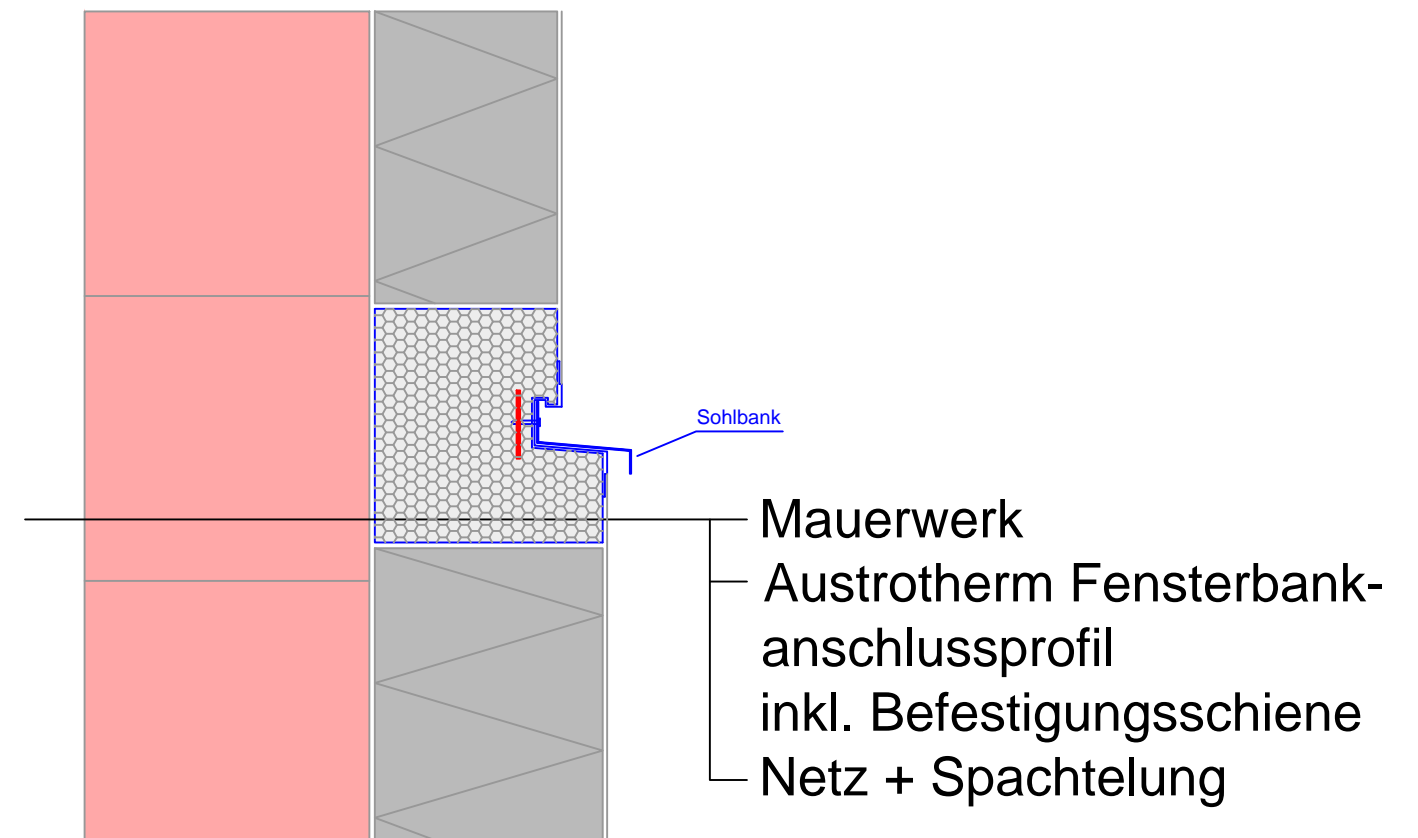 Sohlbank
Mauerwerk
Austrotherm Fensterbank-
anschlussprofil
inkl. Befestigungsschiene
Netz + Spachtelung